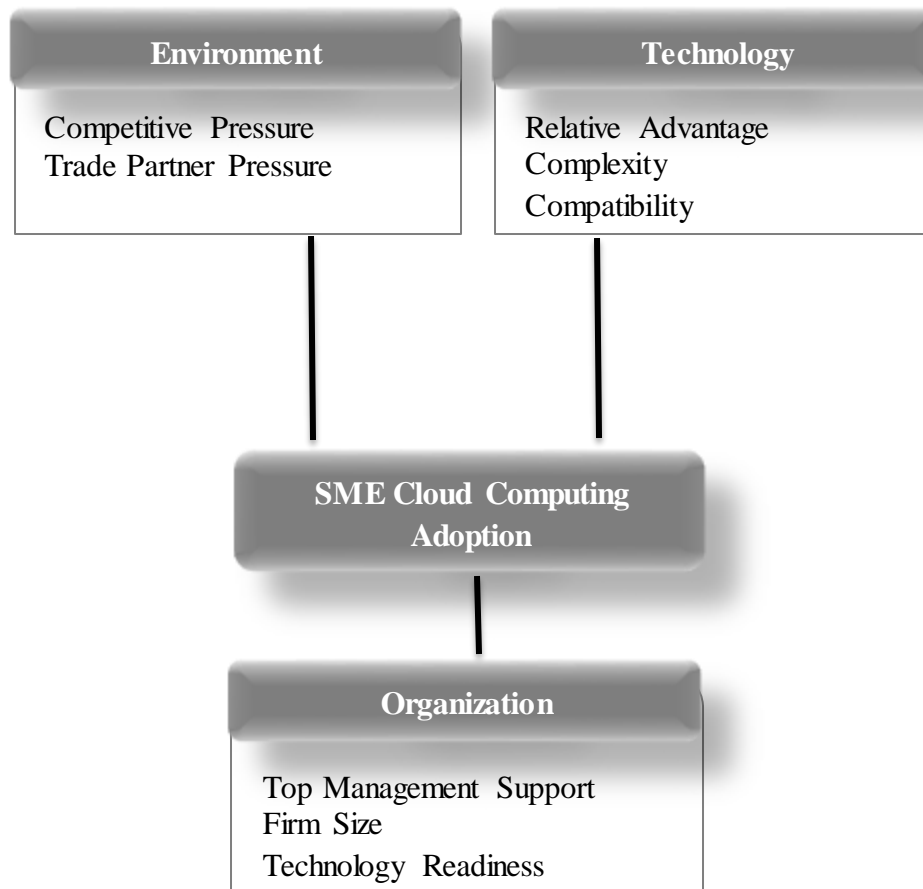 Environment
Competitive Pressure
Trade Partner Pressure
Technology
Relative Advantage
Complexity
Compatibility
SME Cloud Computing
Adoption
Organization
Top Management Support
Firm Size
Technology Readiness